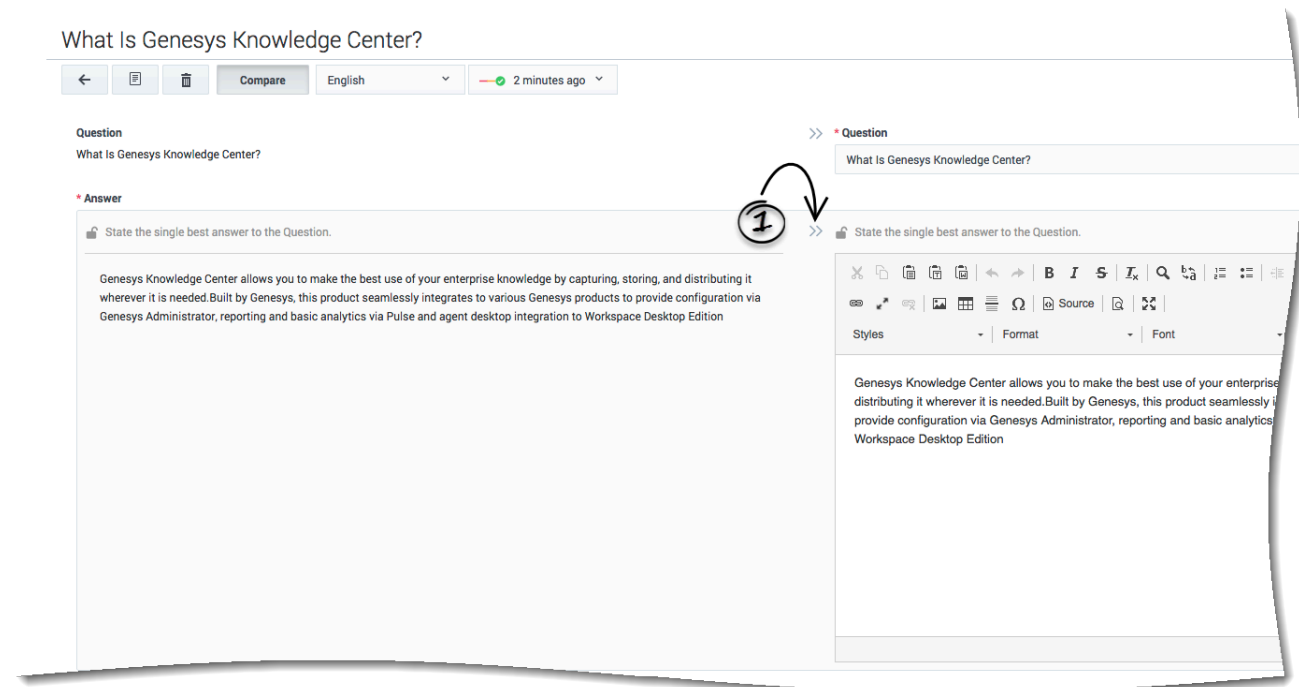 What Is Genesys Knowledge Center?
Compare English 2 minutes ago
Question
What Is Genesys Knowledge Center?
* Question
What Is Genesys Knowledge Center?
* Answer
1
State the single best answer to the Question.
Genesys Knowledge Center allows you to make the best use of your enterprise knowledge by capturing, storing, and distributing it
wherever it is needed.Built by Genesys, this product seamlessly integrates to various Genesys products to provide configuration via
Genesys Administrator, reporting and basic analytics via Pulse and agent desktop integration to Workspace Desktop Edition
State the single best answer to the Question.
B I S Ix
Ω Source
Styles Format Font
Genesys Knowledge Center allows you to make the best use of your enterprise
distributing it wherever it is needed.Built by Genesys, this product seamlessly
provide configuration via Genesys Administrator, reporting and basic analytics
Workspace Desktop Edition